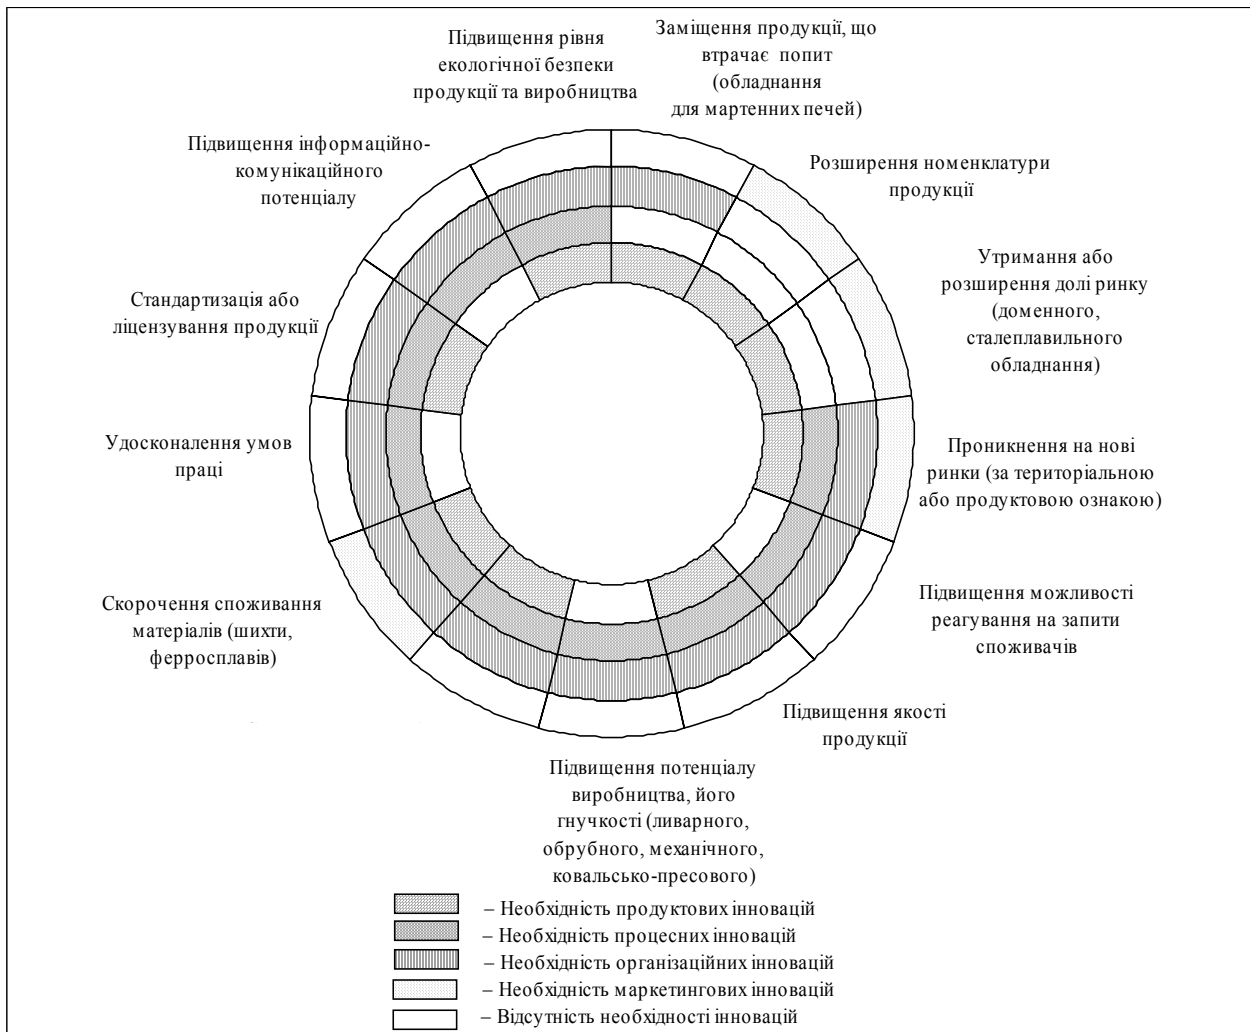 Підвищення рівня
екологічної безпеки
продукції та виробництва
Заміщення продукції, що
втрачає попит
(обладнання
для мартенних печей)
Підвищення інформаційно-
комунікаційного
потенціалу
Розширення номенклатури
продукції
Стандартизація або
ліцензування продукції
Утримання або
розширення долі ринку
(доменного,
сталеплавильного
обладнання)
Удосконалення умов
праці
Проникнення на нові
ринки (за територіальною
або продуктовою ознакою)
Скорочення споживання
матеріалів (шихти,
ферросплавів)
Підвищення можливості
реагування на запити
споживачів
Підвищення якості
продукції
Підвищення потенціалу
виробництва, його
гнучкості (ливарного,
обрубного, механічного,
ковальсько-пресового)
– Необхідність продуктових інновацій
– Необхідність процесних інновацій
– Необхідність організаційних інновацій
– Необхідність маркетингових інновацій
– Відсутність необхідності інновацій